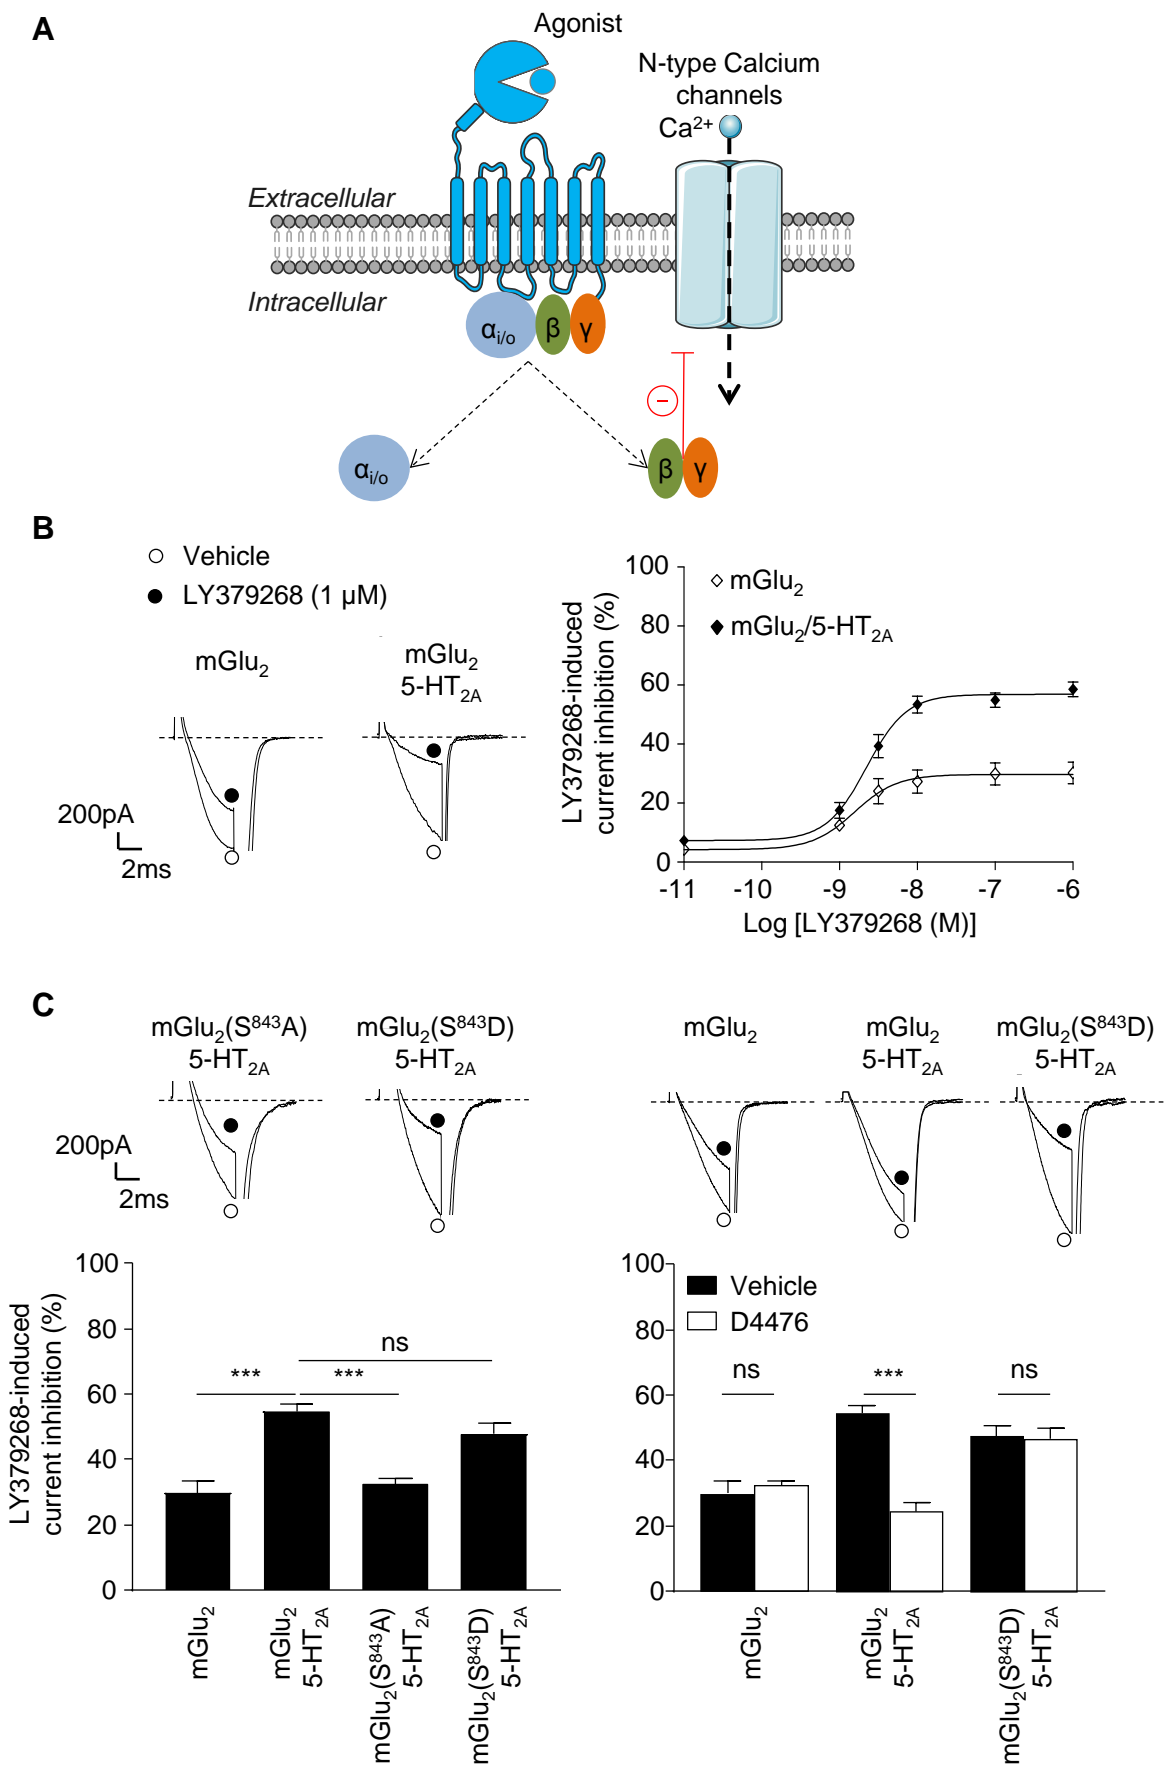 A
Agonist
N-type Calcium
channels
Ca2+
Extracellular
Intracellular
αi/o
β
γ
−
αi/o
β
γ
B
Vehicle
LY379268 (1 µM)
mGlu2
mGlu2
5-HT2A
200pA
2ms
LY379268-induced
current inhibition (%)
100
80
60
40
20
0
mGlu2
mGlu2/5-HT2A
-11
-10
-9
-8
-7
-6
Log [LY379268 (M)]
C
mGlu2(S843A)
5-HT2A
mGlu2(S843D)
5-HT2A
200pA
2ms
mGlu2
mGlu2
5-HT2A
mGlu2(S843D)
5-HT2A
LY379268-induced
current inhibition (%)
100
80
60
40
20
0
***
***
ns
mGlu2
mGlu2
5-HT2A
mGlu2(S843A)
5-HT2A
mGlu2(S843D)
5-HT2A
100
80
60
40
20
0
Vehicle
D4476
ns
***
ns
mGlu2
mGlu2
5-HT2A
mGlu2(S843D)
5-HT2A